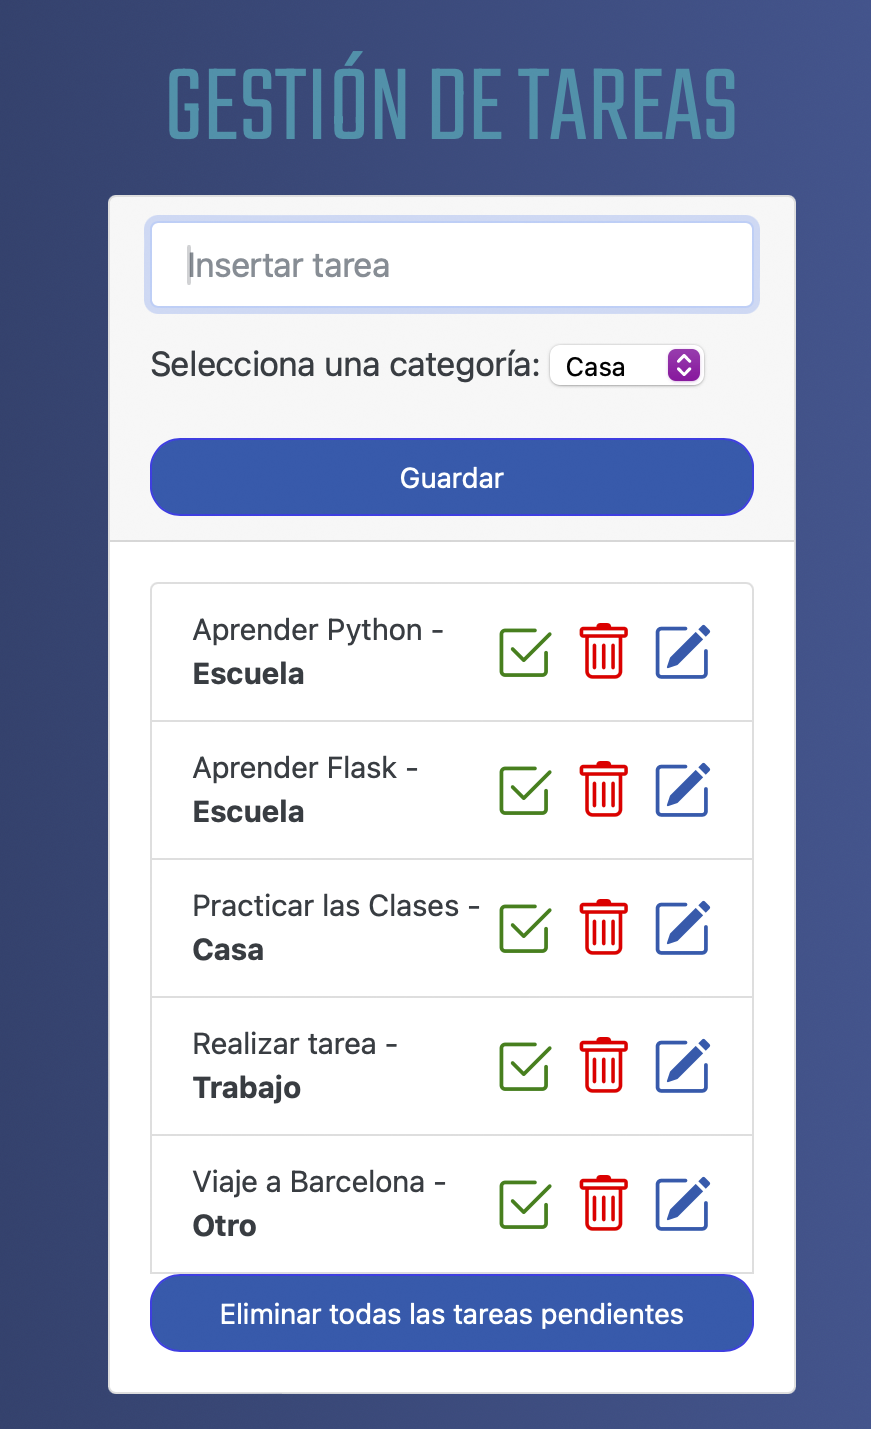 GESTIÓN DE TAREAS
Insertar tarea
Selecciona una categoría: Casa
Guardar
Aprender Python -
Escuela
Aprender Flask -
Escuela
Practicar las Clases -
Casa
Realizar tarea -
Trabajo
Viaje a Barcelona -
Otro
Eliminar todas las tareas pendientes